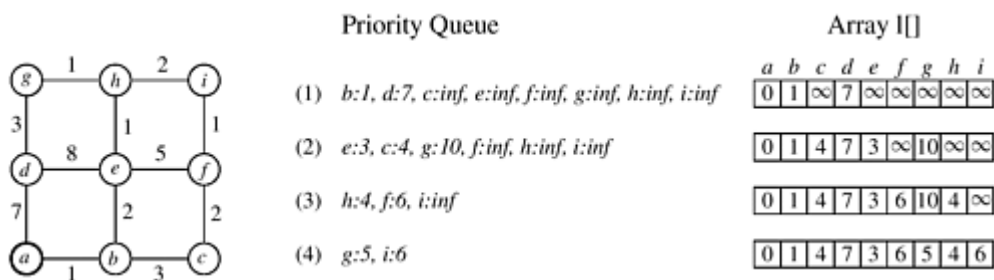 Priority Queue Array l[]
1 2
g h i a b c d e f g h i
(1) b:1, d:7, c:inf, e:inf, f:inf, g:inf, h:inf, i:inf 0 1 ∞ 7 ∞ ∞ ∞ ∞ ∞
3 1 1
8 5
(2) e:3, c:4, g:10, f:inf, h:inf, i:inf 0 1 4 7 3 ∞ 10 ∞ ∞
d e f
(3) h:4, f:6, i:inf 0 1 4 7 3 6 10 4 ∞
7 2 2
(4) g:5, i:6 0 1 4 7 3 6 5 4 6
a b c
1 3